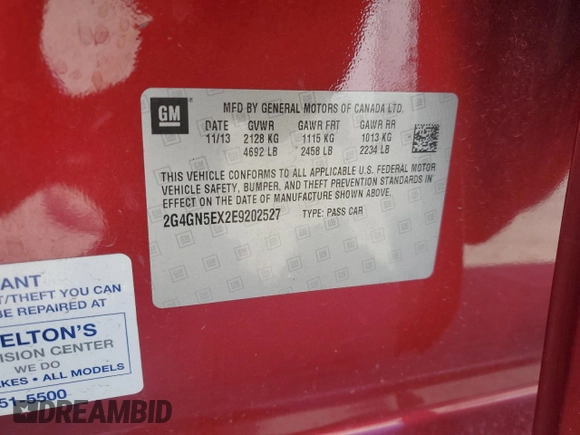 GM
MFD BY GENERAL MOTORS OF CANADA LTD.
DATE GVWR GAWR FRT GAWR RR
11/13 2128 KG 1115 KG 1013 KG
4692 LB 2458 LB 2234 LB
THIS VEHICLE CONFORMS TO ALL APPLICABLE U.S. FEDERAL MOTOR
VEHICLE SAFETY, BUMPER, AND THEFT PREVENTION STANDARDS IN
EFFECT ON THE DATE OF MANUFACTURE SHOWN ABOVE.
2G4GN5EX2E9202527 TYPE: PASS CAR
ANT
T/THEFT YOU CAN
BE REPAIRED AT
ELTON'S
ISION CENTER
WE DO
AKES • ALL MODELS
51-5500
DREAMBID